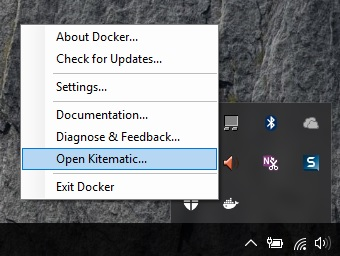 About Docker...
Check for Updates...
Settings...
Documentation...
Diagnose & Feedback...
Open Kitematic...
Exit Docker
N
S